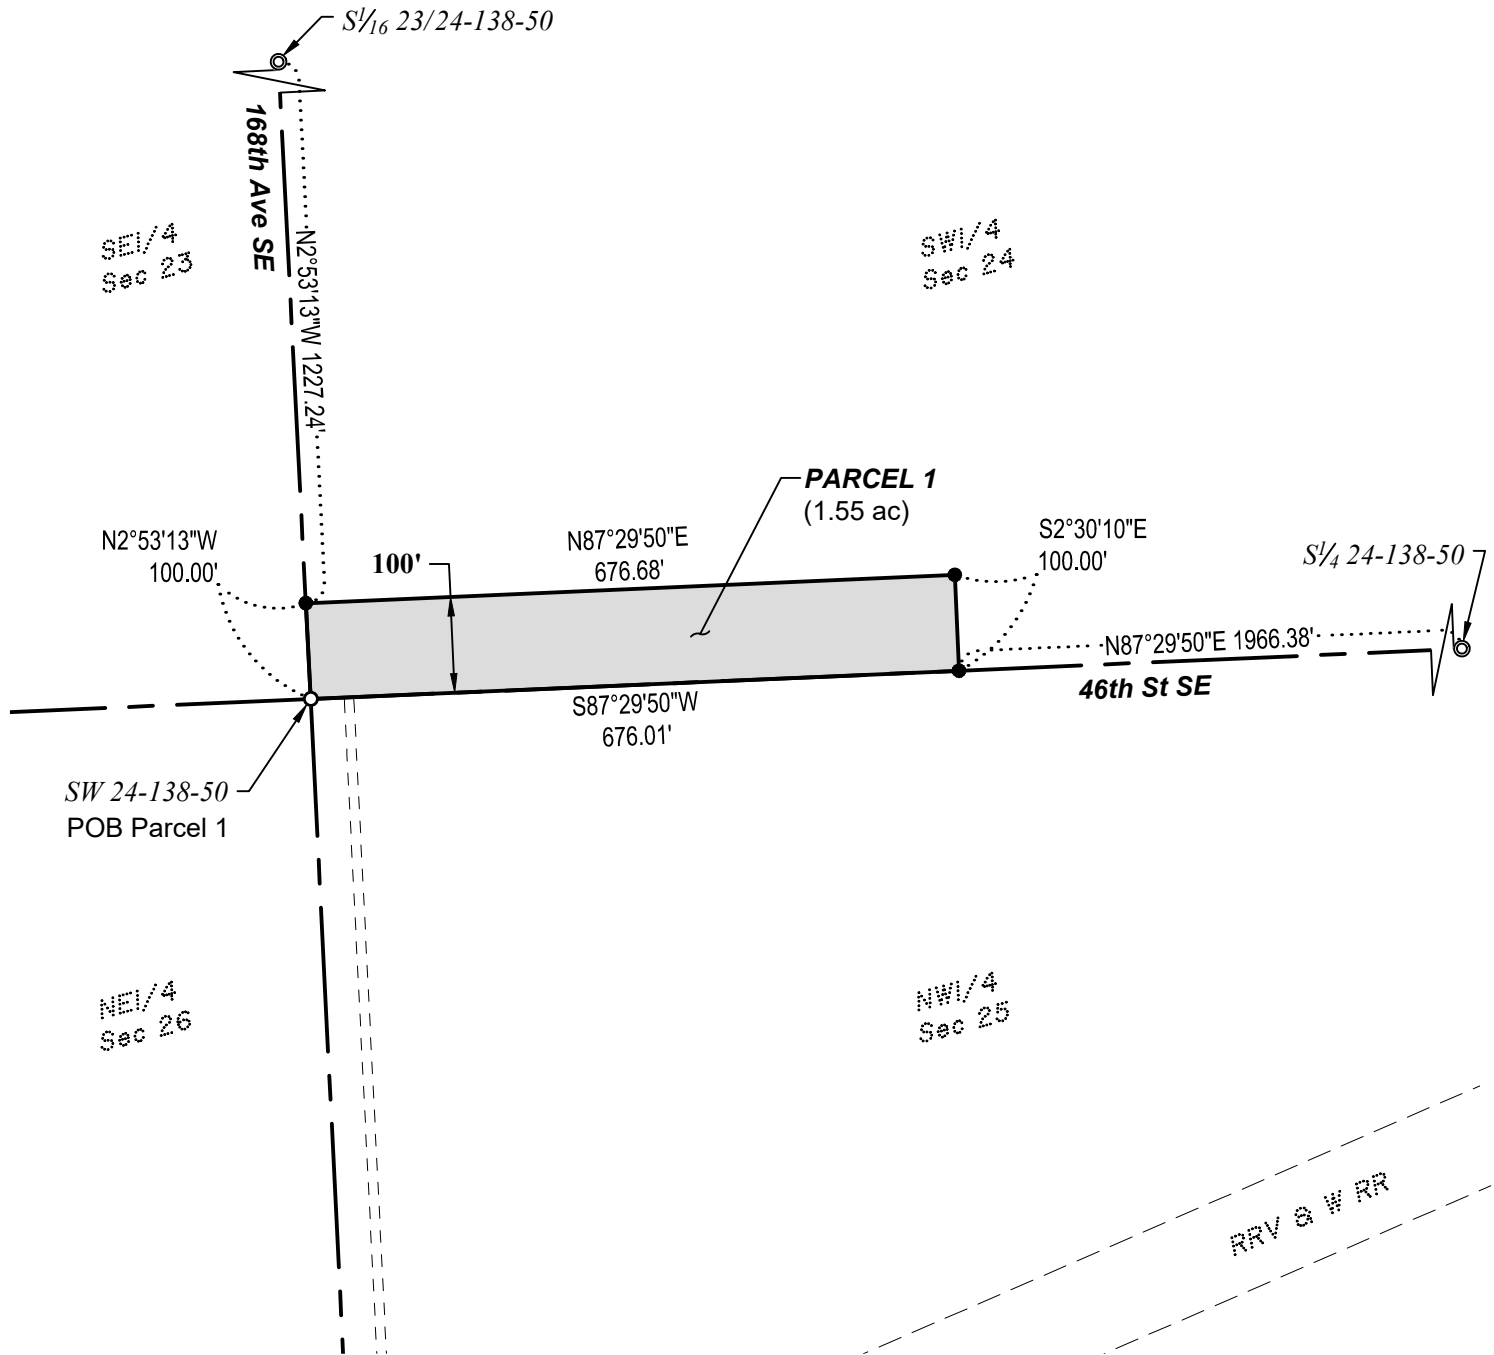 S1/16 23/24-138-50
168th Ave SE
N2°53'13"W 1227.24'
SE1/4
Sec 23
SW1/4
Sec 24
PARCEL 1
(1.55 ac)
N2°53'13"W
100.00'
100'
N87°29'50"E
676.68'
S2°30'10"E
100.00'
S1/4 24-138-50
N87°29'50"E 1966.38'
46th St SE
S87°29'50"W
676.01'
SW 24-138-50
POB Parcel 1
NE1/4
Sec 26
NW1/4
Sec 25
RRV & W RR